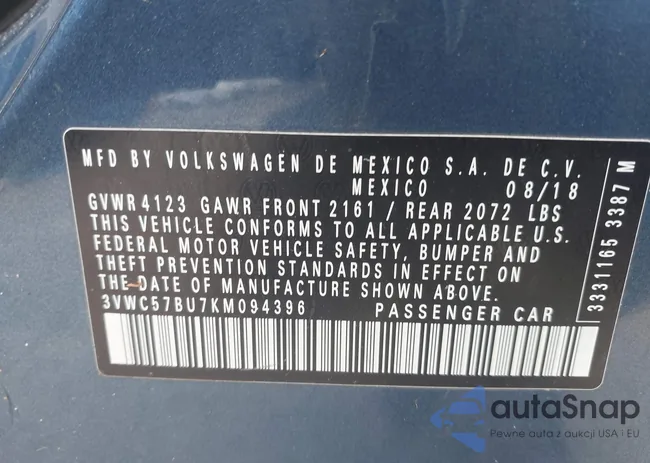 MFD BY VOLKSWAGEN DE MEXICO S.A. DE C.V.
MEXICO 08/18
GVWR 4123 GAWR FRONT 2161 / REAR 2072 LBS
THIS VEHICLE CONFORMS TO ALL APPLICABLE U.S.
FEDERAL MOTOR VEHICLE SAFETY, BUMPER AND
THEFT PREVENTION STANDARDS IN EFFECT ON
THE DATE OF MANUFACTURE SHOWN ABOVE.
3VWC57BU7KM094396 PASSENGER CAR
33311165 3387 M
autaSnap
Pewne auta z aukcji USA i EU